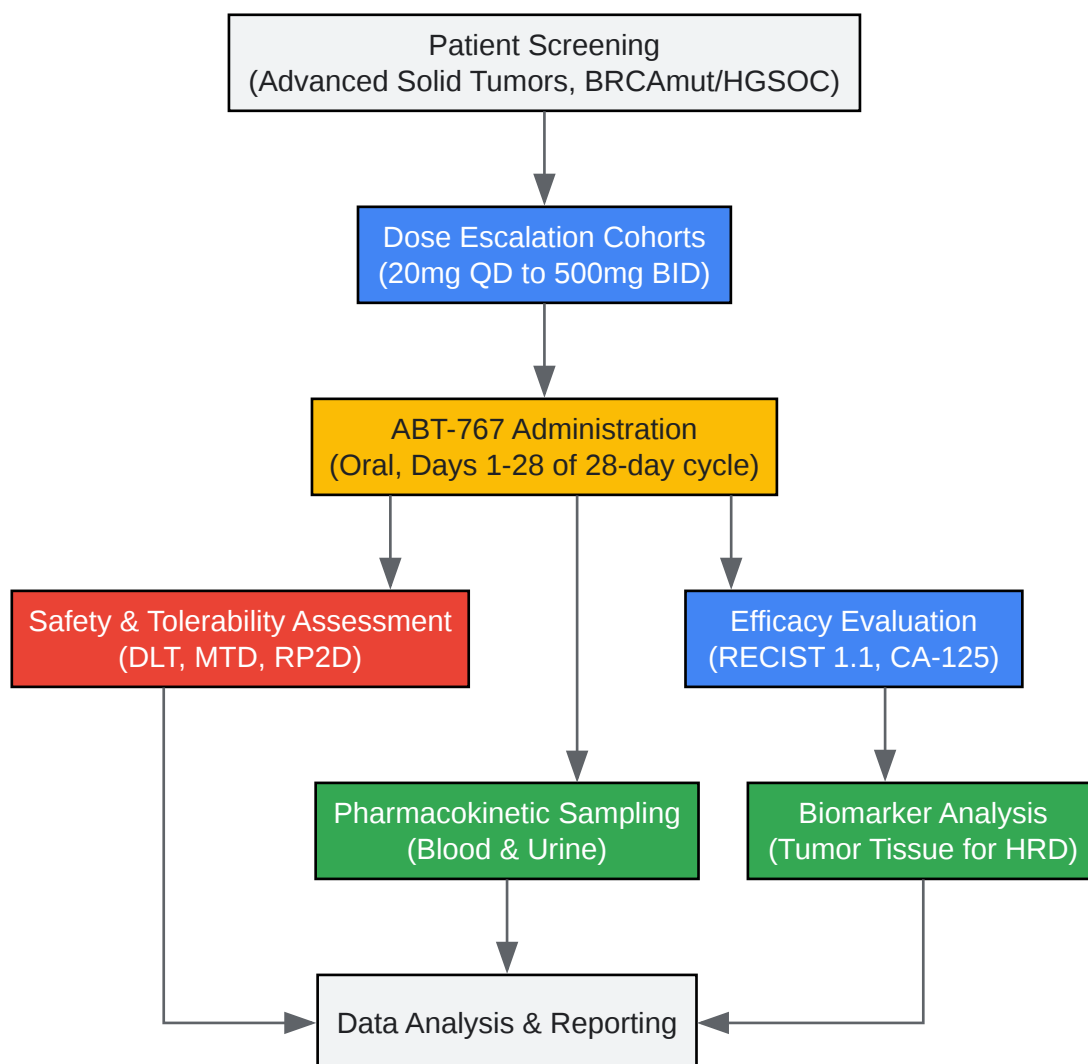 Patient Screening
(Advanced Solid Tumors, BRCAmut/HGSOC)
Dose Escalation Cohorts
(20mg QD to 500mg BID)
ABT-767 Administration
(Oral, Days 1-28 of 28-day cycle)
Safety & Tolerability Assessment
(DLT, MTD, RP2D)
Efficacy Evaluation
(RECIST 1.1, CA-125)
Pharmacokinetic Sampling
(Blood & Urine)
Biomarker Analysis
(Tumor Tissue for HRD)
Data Analysis & Reporting